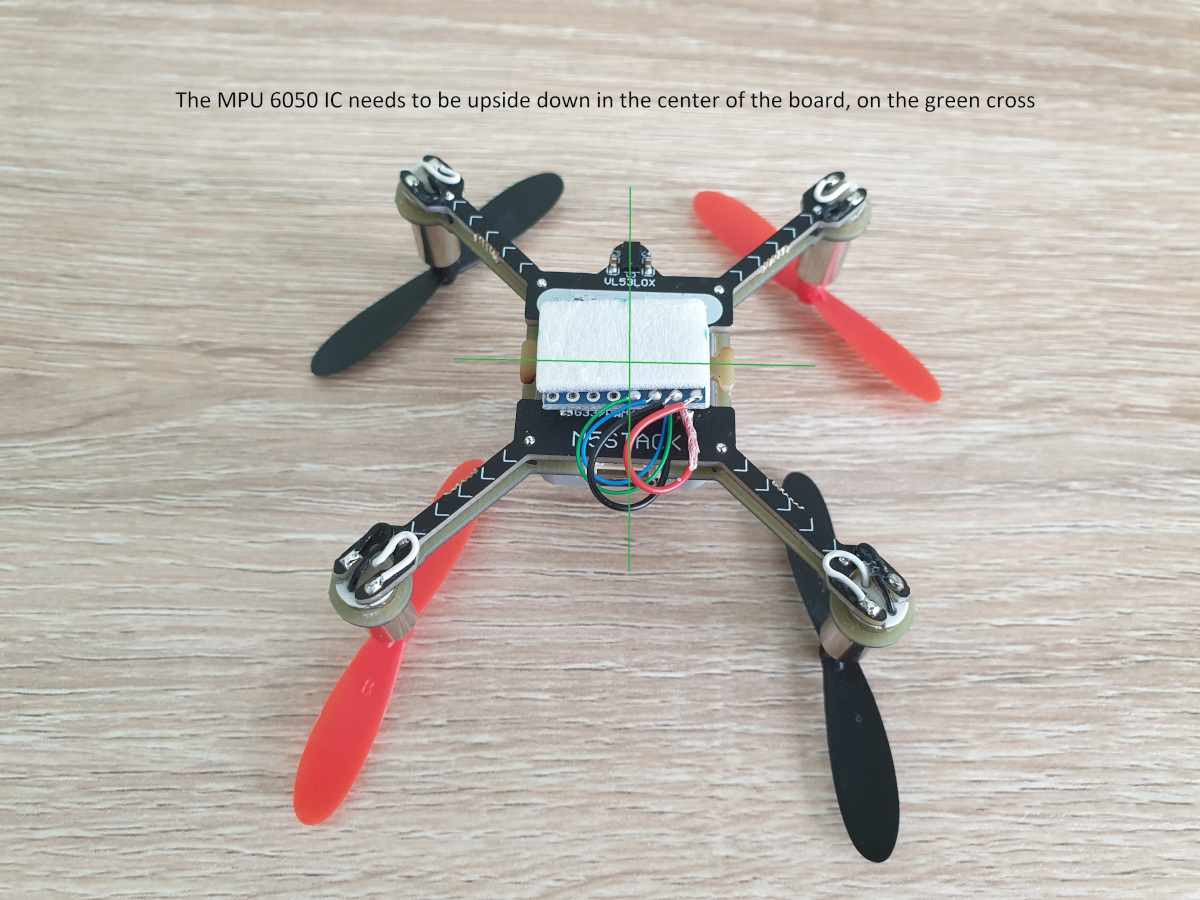 The MPU 6050 IC needs to be upside down in the center of the board, on the green cross
VL53L0X
M5STACK